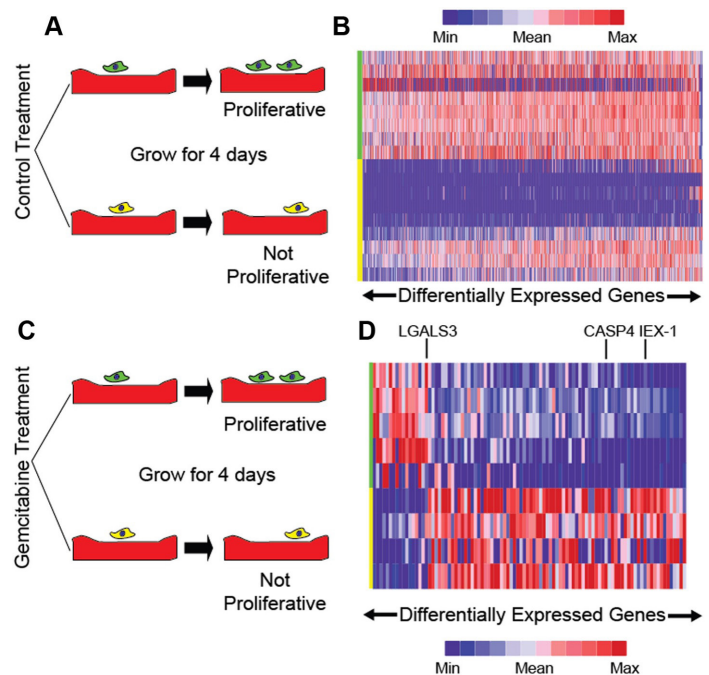 A
Control Treatment
Proliferative
Grow for 4 days
Not
Proliferative
B
Min Mean Max
Differentially Expressed Genes
C
Gemcitabine Treatment
Proliferative
Grow for 4 days
Not
Proliferative
D
LGALS3 CASP4 IEX-1
Differentially Expressed Genes
Min Mean Max